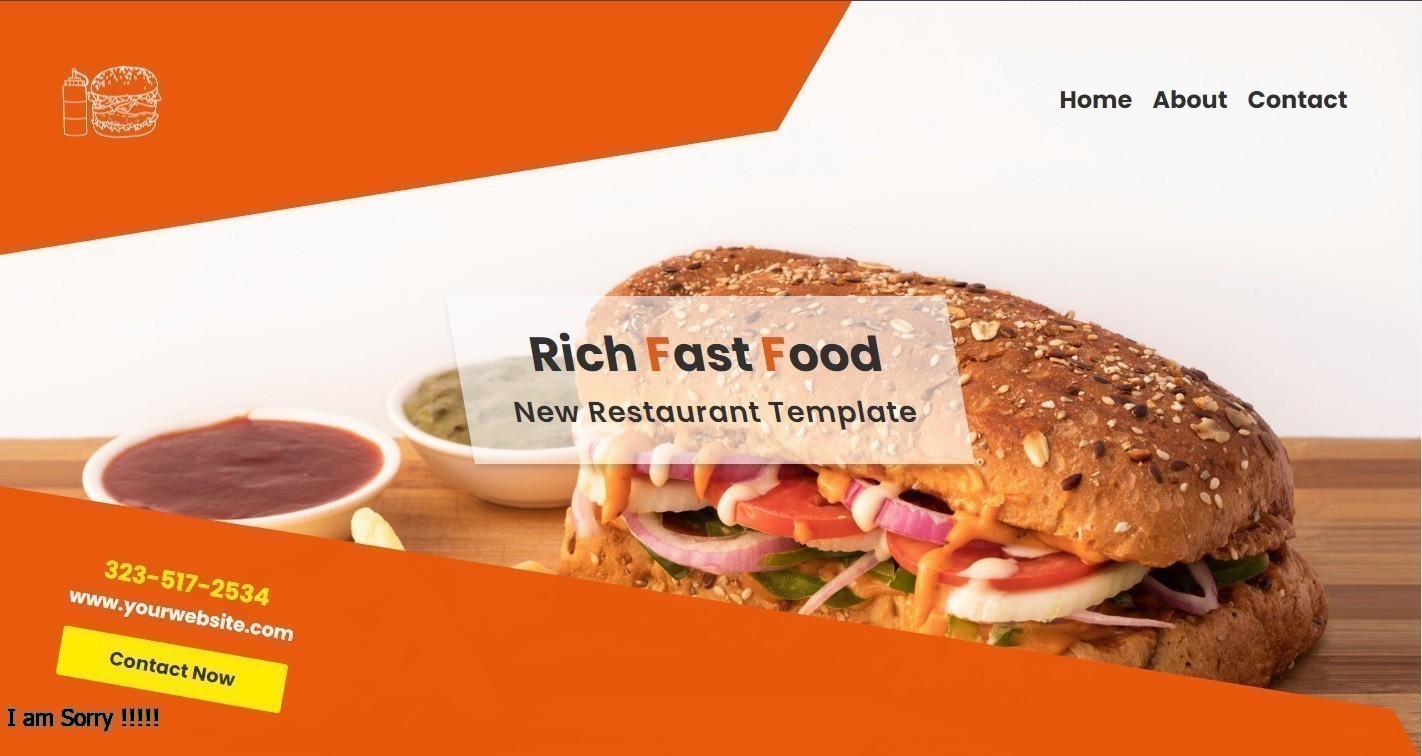 Home About Contact
Rich Fast Food
New Restaurant Template
323-517-2534
www.yourwebsite.com
Contact Now
I am Sorry !!!!!